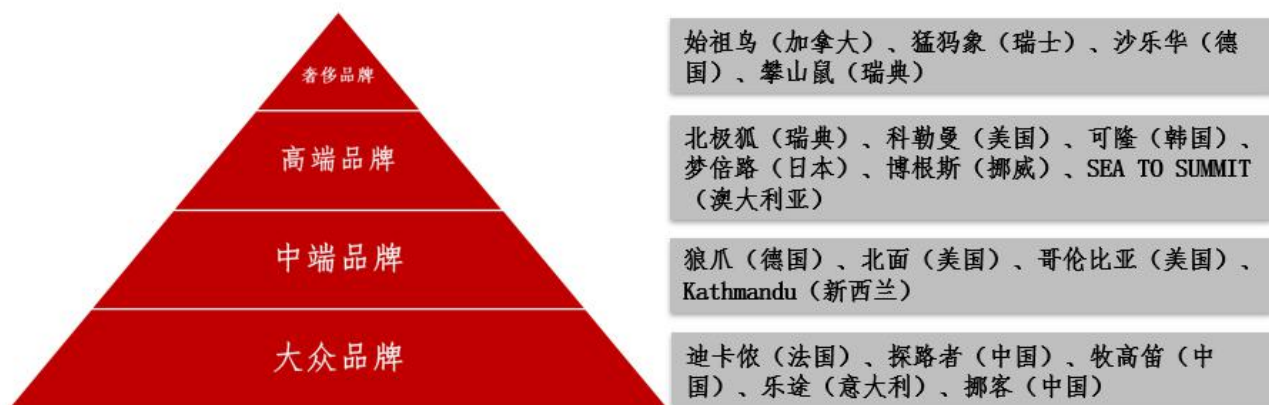 奢侈品牌
始祖鸟（加拿大）、猛犸象（瑞士）、沙乐华（德
国）、攀山鼠（瑞典）
高端品牌
北极狐（瑞典）、科勒曼（美国）、可隆（韩国）、
梦倍路（日本）、博根斯（挪威）、SEA TO SUMMIT
（澳大利亚）
中端品牌
狼爪（德国）、北面（美国）、哥伦比亚（美国）、
Kathmandu（新西兰）
大众品牌
迪卡侬（法国）、探路者（中国）、牧高笛（中
国）、乐途（意大利）、挪客（中国）